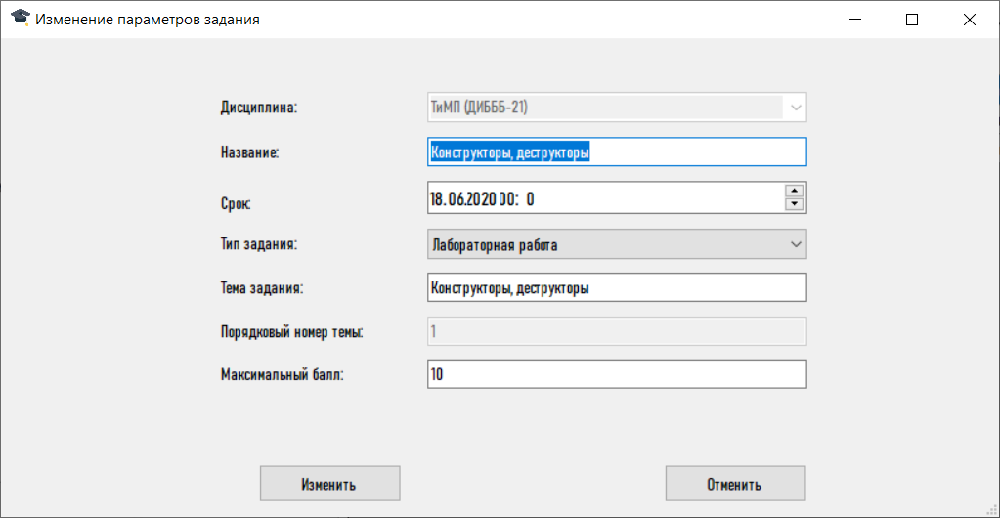 Изменение параметров задания
Дисциплина: ТиМП (ДИБББ-21)
Название: Конструкторы, деструкторы
Срок: 18.06.2020 00: 0
Тип задания: Лабораторная работа
Тема задания: Конструкторы, деструкторы
Порядковый номер темы: 1
Максимальный балл: 10
Изменить Отменить